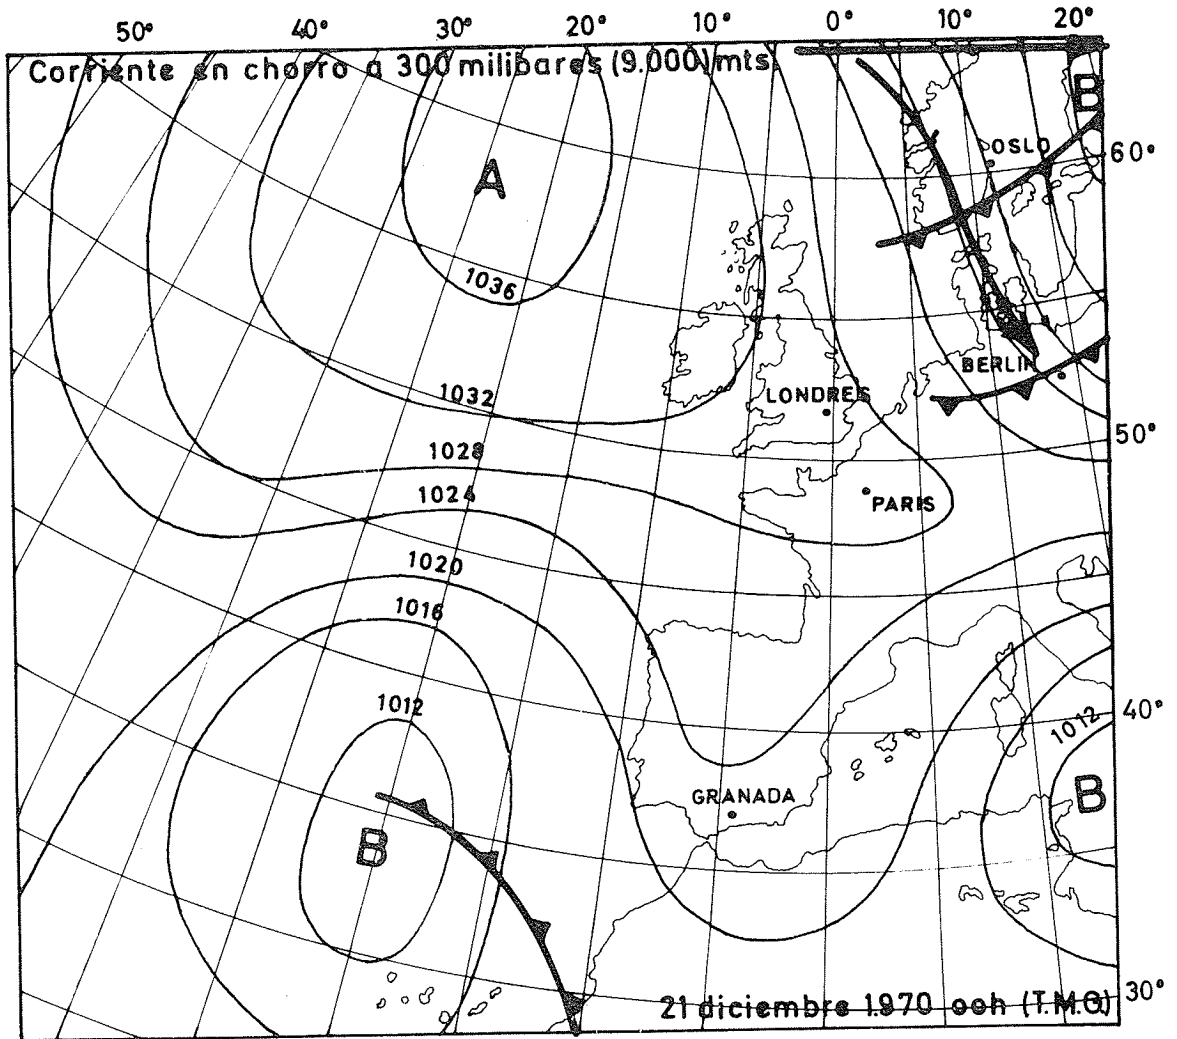 50° 40° 30° 20° 10° 0° 10° 20°
Corriente en chorro a 300 milibares (9.000) mts.
B
OSLO
60°
A
1036
BERLIN
1032
LONDRES
50°
1028
1024
PARIS
1020
1016
1012
40°
1012
GRANADA
B
B
30°
21 diciembre 1.970 ooh (T.M.G)